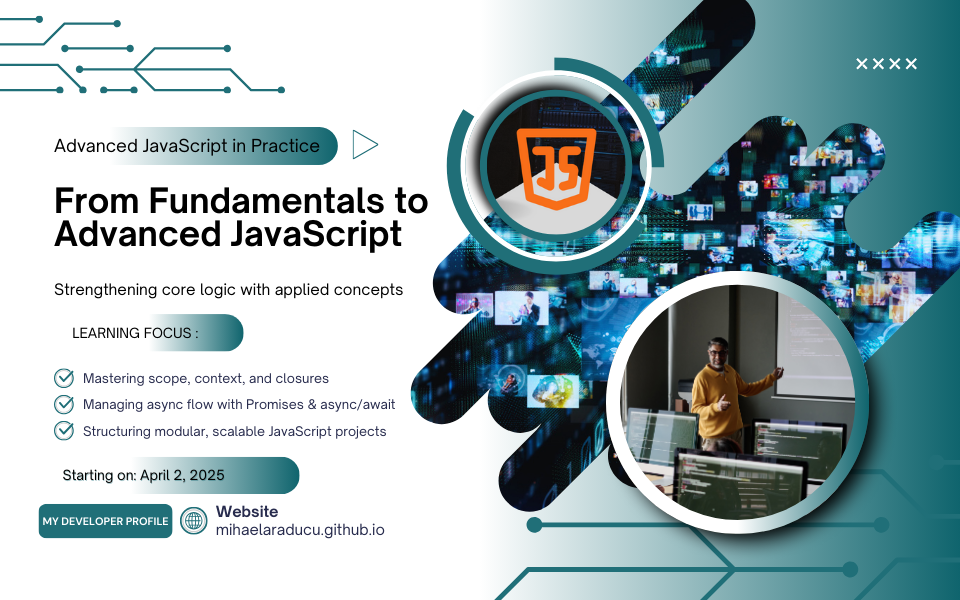 Advanced JavaScript in Practice
From Fundamentals to
Advanced JavaScript
Strengthening core logic with applied concepts
LEARNING FOCUS :
Mastering scope, context, and closures
Managing async flow with Promises & async/await
Structuring modular, scalable JavaScript projects
Starting on: April 2, 2025
MY DEVELOPER PROFILE
Website
mihaelaraducu.github.io
JS